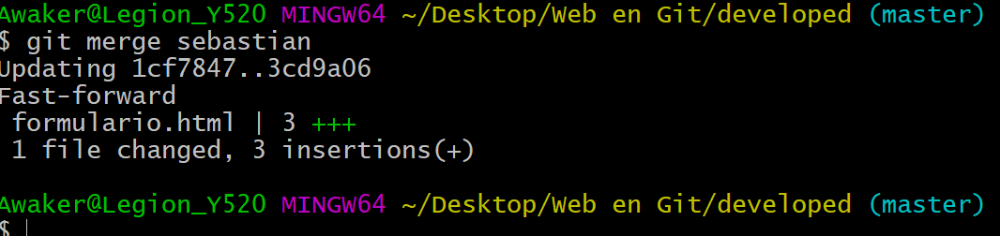 Awaker@Legion_Y520 MINGW64 ~/Desktop/Web en Git/developed (master)
$ git merge sebastian
Updating 1cf7847..3cd9a06
Fast-forward
 formulario.html | 3 +++
 1 file changed, 3 insertions(+)

Awaker@Legion_Y520 MINGW64 ~/Desktop/Web en Git/developed (master)
$